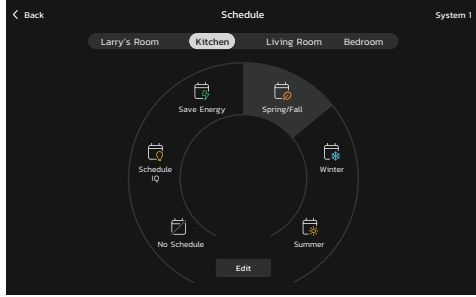 Back
Schedule
System 1
Larry's Room
Kitchen
Living Room
Bedroom
Save Energy
Spring/Fall
Schedule
IQ
Winter
No Schedule
Summer
Edit